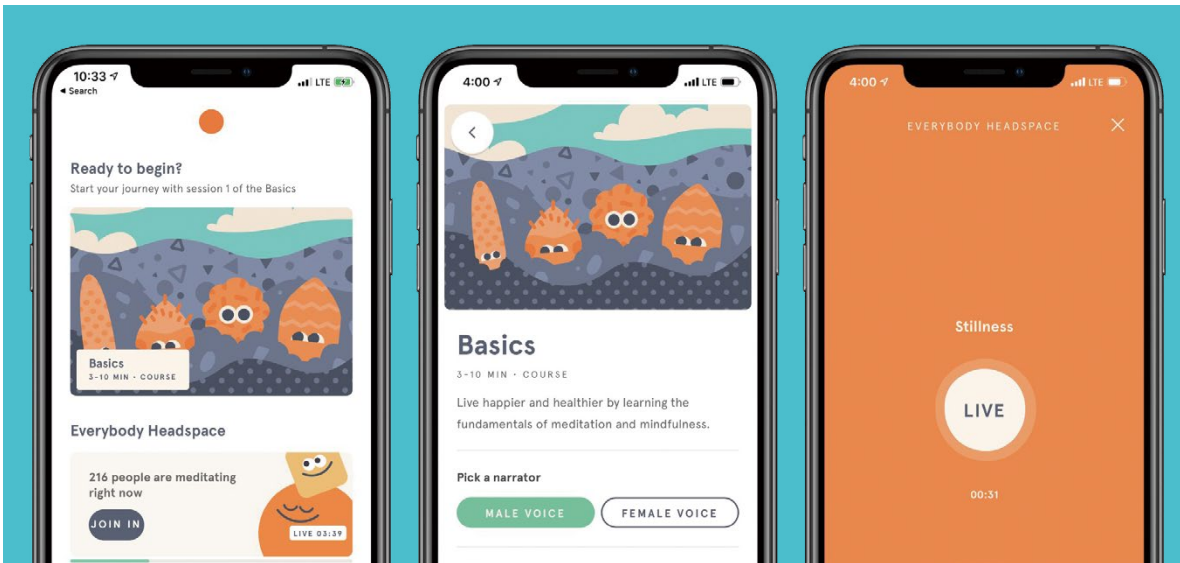 10:33
LTE
Search
Ready to begin?
Start your journey with session 1 of the Basics
Basics
3-10 MIN · COURSE
Everybody Headspace
216 people are meditating
right now
JOIN IN
LIVE 03:39
4:00
LTE
Basics
3-10 MIN · COURSE
Live happier and healthier by learning the
fundamentals of meditation and mindfulness.
Pick a narrator
MALE VOICE
FEMALE VOICE
4:00
LTE
EVERYBODY HEADSPACE
Stillness
LIVE
00:31